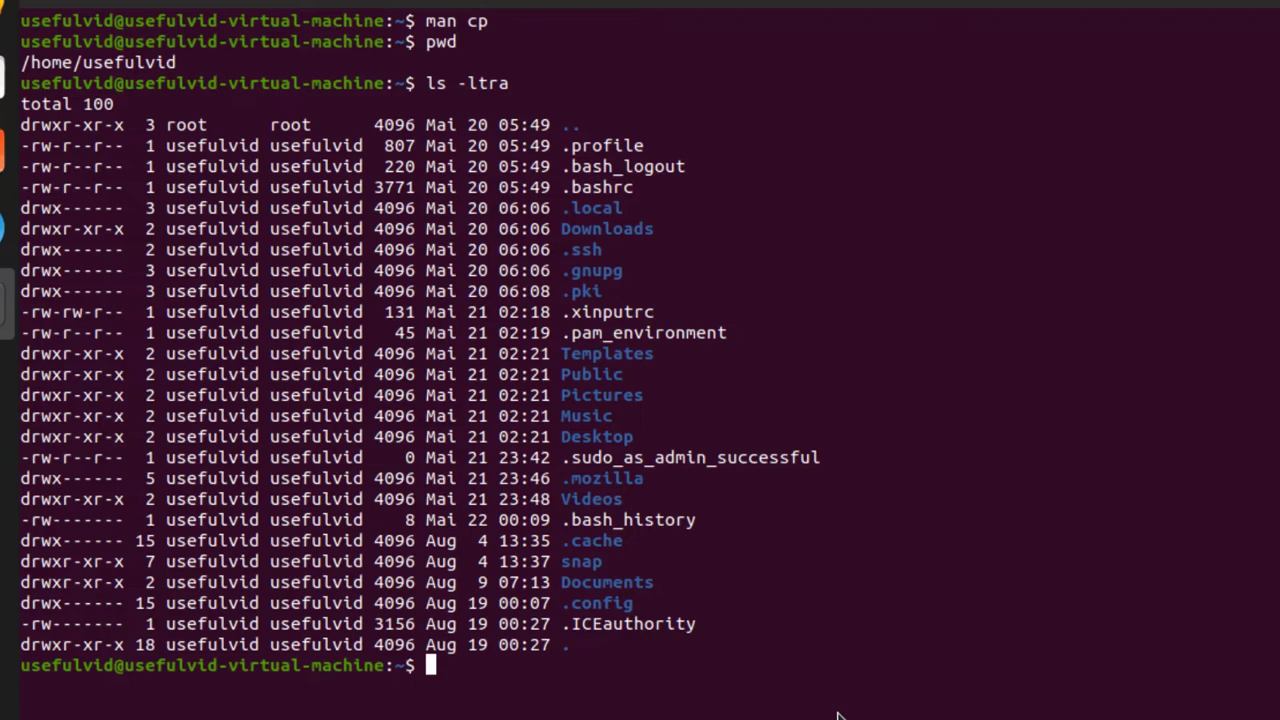 usefulvid@usefulvid-virtual-machine:~$ man cp
usefulvid@usefulvid-virtual-machine:~$ pwd
/home/usefulvid
usefulvid@usefulvid-virtual-machine:~$ ls -ltra
total 100
drwxr-xr-x  3 root      root      4096 Mai 20 05:49 ..
-rw-r--r--  1 usefulvid usefulvid  807 Mai 20 05:49 .profile
-rw-r--r--  1 usefulvid usefulvid  220 Mai 20 05:49 .bash_logout
-rw-r--r--  1 usefulvid usefulvid 3771 Mai 20 05:49 .bashrc
drwx------  3 usefulvid usefulvid 4096 Mai 20 06:06 .local
drwxr-xr-x  2 usefulvid usefulvid 4096 Mai 20 06:06 Downloads
drwx------  2 usefulvid usefulvid 4096 Mai 20 06:06 .ssh
drwx------  3 usefulvid usefulvid 4096 Mai 20 06:06 .gnupg
drwx------  3 usefulvid usefulvid 4096 Mai 20 06:08 .pki
-rw-rw-r--  1 usefulvid usefulvid  131 Mai 21 02:18 .xinputrc
-rw-r--r--  1 usefulvid usefulvid   45 Mai 21 02:19 .pam_environment
drwxr-xr-x  2 usefulvid usefulvid 4096 Mai 21 02:21 Templates
drwxr-xr-x  2 usefulvid usefulvid 4096 Mai 21 02:21 Public
drwxr-xr-x  2 usefulvid usefulvid 4096 Mai 21 02:21 Pictures
drwxr-xr-x  2 usefulvid usefulvid 4096 Mai 21 02:21 Music
drwxr-xr-x  2 usefulvid usefulvid 4096 Mai 21 02:21 Desktop
-rw-r--r--  1 usefulvid usefulvid    0 Mai 21 23:42 .sudo_as_admin_successful
drwx------  5 usefulvid usefulvid 4096 Mai 21 23:46 .mozilla
drwxr-xr-x  2 usefulvid usefulvid 4096 Mai 21 23:48 Videos
-rw-------  1 usefulvid usefulvid    8 Mai 22 00:09 .bash_history
drwx------ 15 usefulvid usefulvid 4096 Aug  4 13:35 .cache
drwxr-xr-x  7 usefulvid usefulvid 4096 Aug  4 13:37 snap
drwxr-xr-x  2 usefulvid usefulvid 4096 Aug  9 07:13 Documents
drwx------ 15 usefulvid usefulvid 4096 Aug 19 00:07 .config
-rw-------  1 usefulvid usefulvid 3156 Aug 19 00:27 .ICEauthority
drwxr-xr-x 18 usefulvid usefulvid 4096 Aug 19 00:27 .
usefulvid@usefulvid-virtual-machine:~$